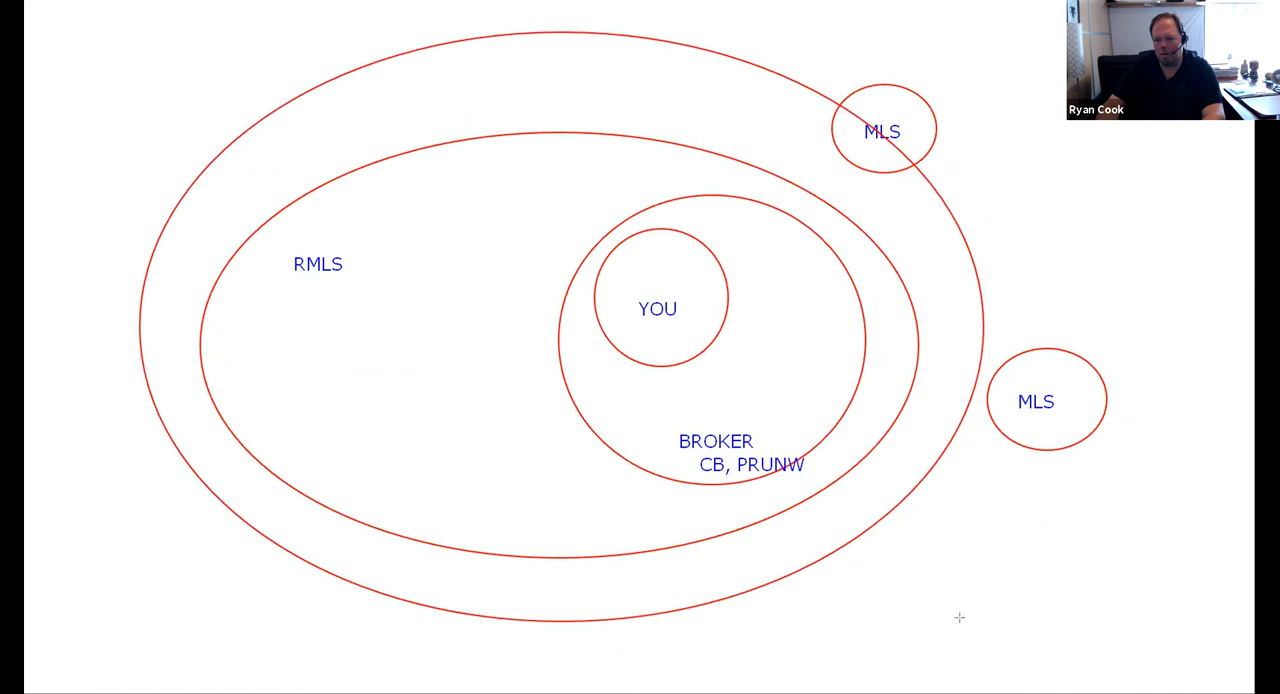 Ryan Cook
MLS
RMLS
YOU
MLS
BROKER
CB, PRUNW